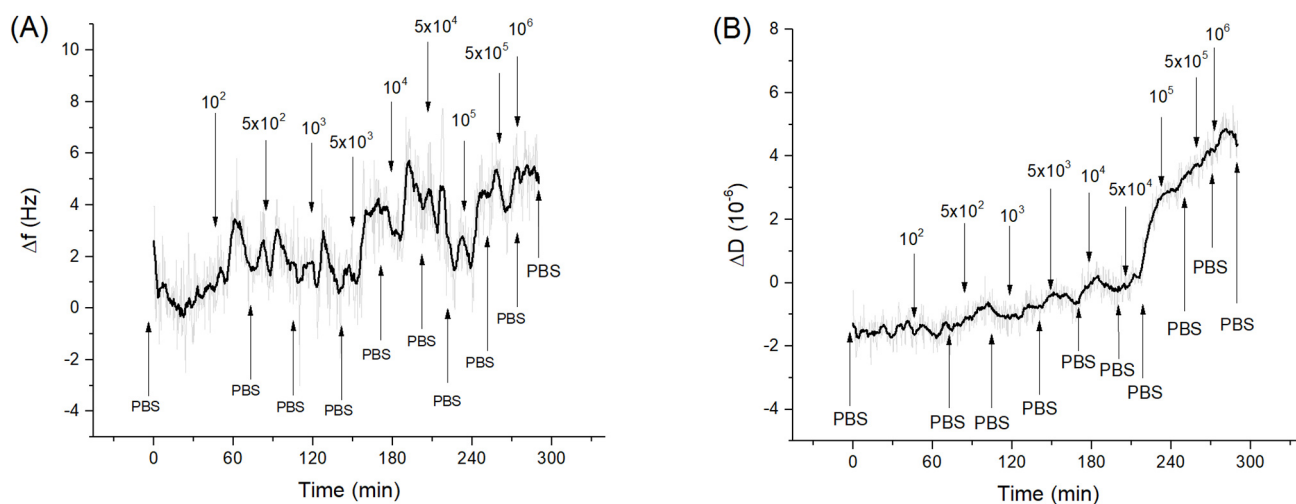 (A)
Δf (Hz)
10
8
6
4
2
0
-2
-4
10²
5x10²
10³
5x10³
10⁴
5x10⁴
10⁵
5x10⁵
10⁶
PBS
PBS
PBS
PBS
PBS
PBS
PBS
PBS
PBS
PBS
0 60 120 180 240 300
Time (min)
(B)
ΔD (10⁻⁶)
8
6
4
2
0
-2
-4
10²
5x10²
10³
5x10³
10⁴
5x10⁴
10⁵
5x10⁵
10⁶
PBS
PBS
PBS
PBS
PBS
PBS
PBS
PBS
PBS
PBS
0 60 120 180 240 300
Time (min)